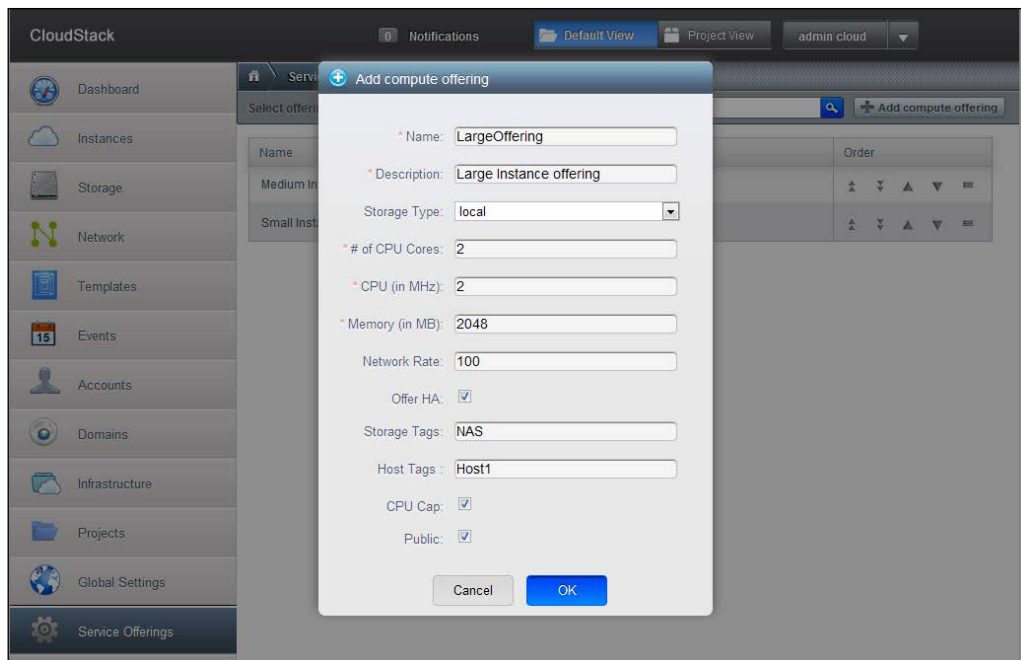 CloudStack
0 Notifications
Default View
Project View
admin cloud
Dashboard
Instances
Storage
Network
Templates
15
Events
Accounts
Domains
Infrastructure
Projects
Global Settings
Service Offerings
Servi
Select offeri
Add compute offering
Name
Order
Medium In
Small Inst
Add compute offering
* Name: LargeOffering
* Description: Large Instance offering
Storage Type: local
* # of CPU Cores: 2
* CPU (in MHz): 2
* Memory (in MB): 2048
Network Rate: 100
Offer HA:
Storage Tags: NAS
Host Tags : Host1
CPU Cap:
Public:
Cancel
OK